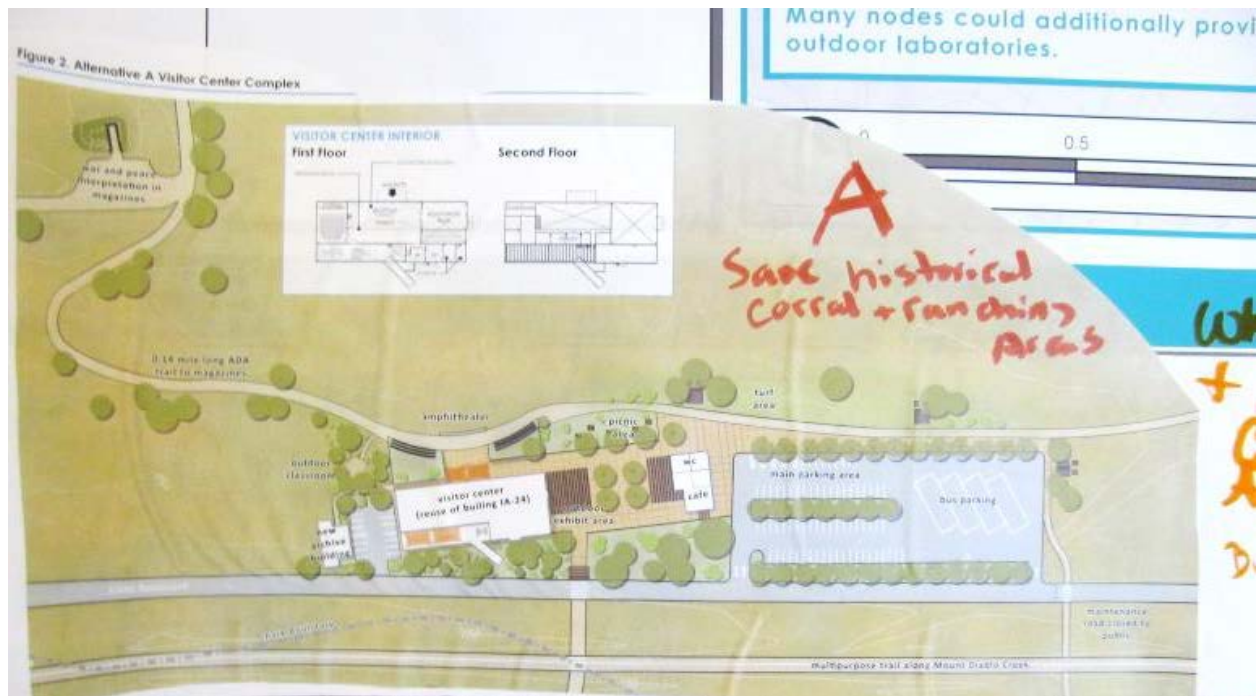 Many nodes could additionally provi
outdoor laboratories.
Figure 2. Alternative A Visitor Center Complex
0
0.5
VISITOR CENTER INTERIOR
First Floor
Second Floor
war and peace
interpretation in
magazines
A
Save historical
corral + ranching
Areas
+
0.14 mile long ADA
trail to magazines
amphitheater
picnic
area
turf
area
outdoor
classroom
visitor center
(reuse of builing IA-24)
exhibit area
wc
cafe
main parking area
bus parking
new
archive
building
maintenance
road closed to
public
multipurpose trail along Mount Diablo Creek